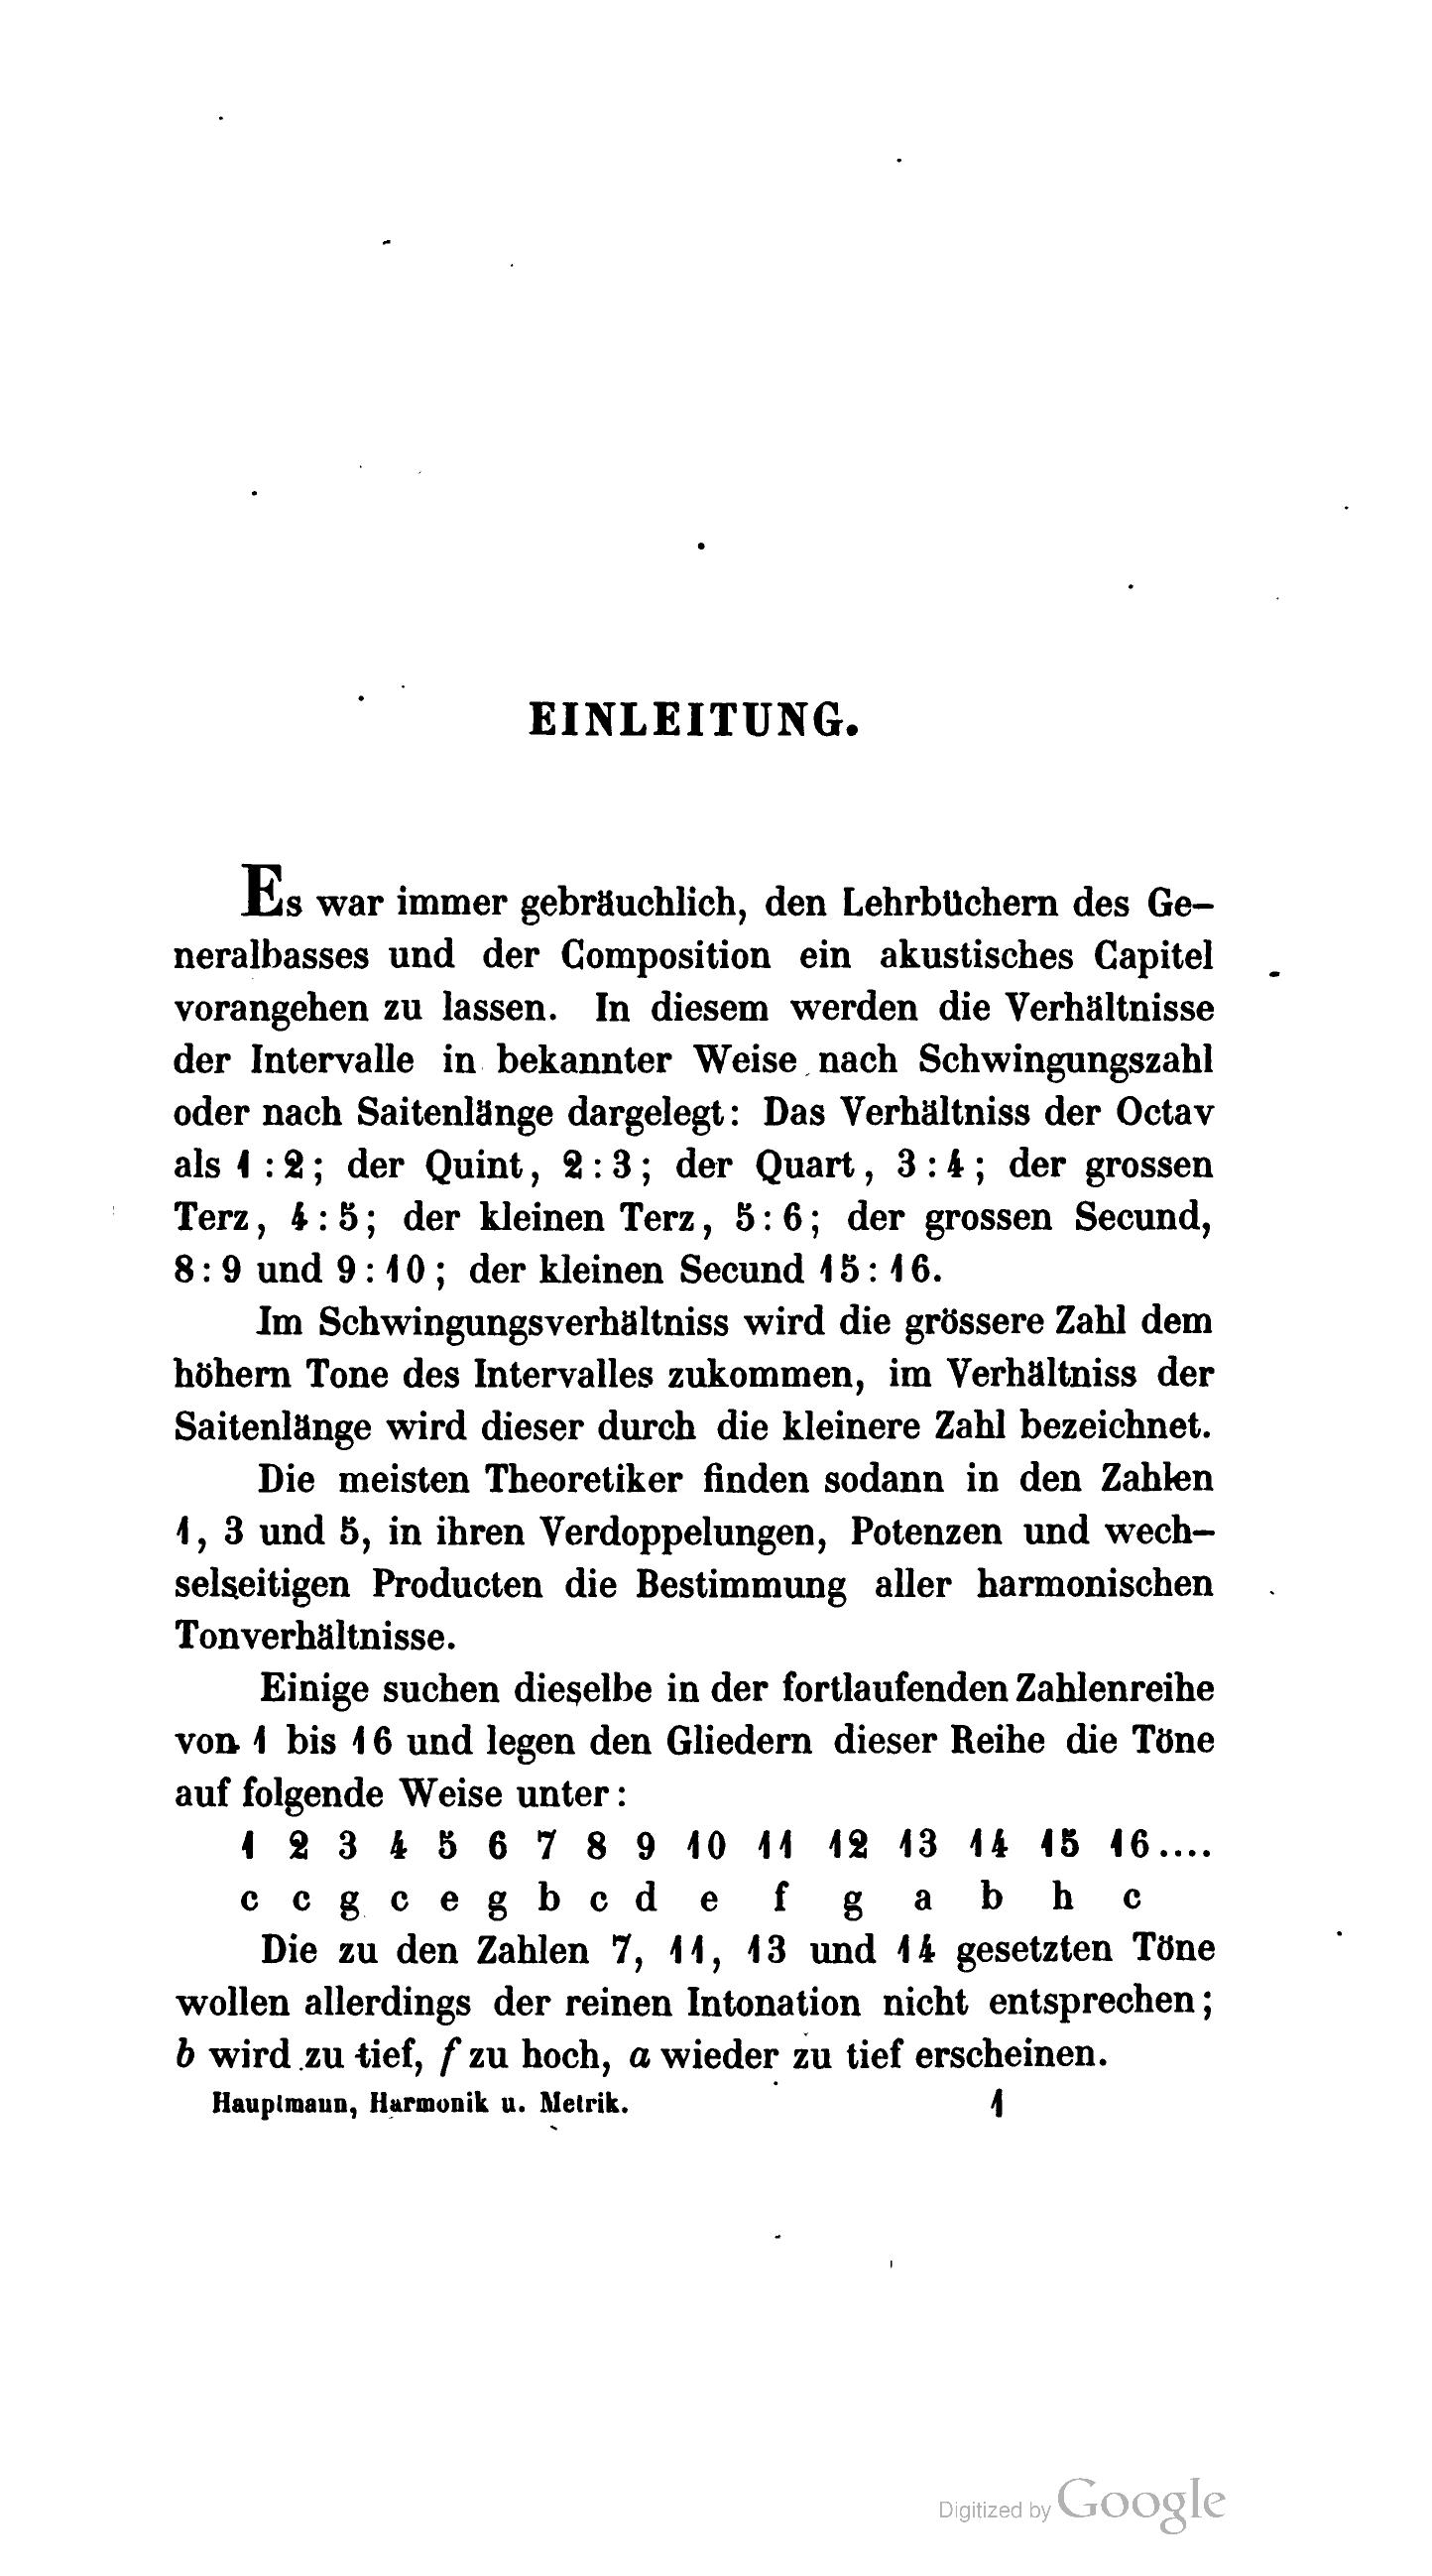 EINLEITUNG.
Es war immer gebräuchlich, den Lehrbüchern des Ge-
neralbasses und der Composition ein akustisches Capitel
vorangehen zu lassen. In diesem werden die Verhältnisse
der Intervalle in bekannter Weise nach Schwingungszahl
oder nach Saitenlänge dargelegt: Das Verhältniss der Octav
als 1:2; der Quint, 2:3; der Quart, 3:4; der grossen
Terz, 4:5; der kleinen Terz, 5:6; der grossen Secund,
8:9 und 9:10; der kleinen Secund 15:16.
Im Schwingungsverhältniss wird die grössere Zahl dem
höhern Tone des Intervalles zukommen, im Verhältniss der
Saitenlänge wird dieser durch die kleinere Zahl bezeichnet.
Die meisten Theoretiker finden sodann in den Zahlen
1, 3 und 5, in ihren Verdoppelungen, Potenzen und wech-
selseitigen Producten die Bestimmung aller harmonischen
Tonverhältnisse.
Einige suchen dieselbe in der fortlaufenden Zahlenreihe
von 1 bis 16 und legen den Gliedern dieser Reihe die Töne
auf folgende Weise unter:
1 2 3 4 5 6 7 8 9 10 11 12 13 14 15 16....
c c g c e g b c d e f g a b h c
Die zu den Zahlen 7, 11, 13 und 14 gesetzten Töne
wollen allerdings der reinen Intonation nicht entsprechen;
b wird zu tief, f zu hoch, a wieder zu tief erscheinen.
Hauptmann, Harmonik u. Metrik. 1
Digitized by Google